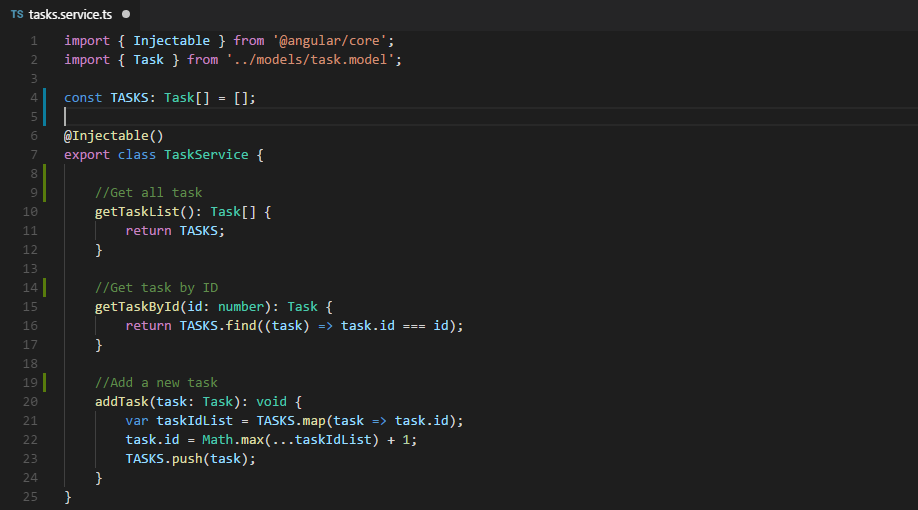 TS tasks.service.ts ●
1 import { Injectable } from '@angular/core';
2 import { Task } from '../models/task.model';
3
4 const TASKS: Task[] = [];
5
6 @Injectable()
7 export class TaskService {
8
9     //Get all task
10     getTaskList(): Task[] {
11         return TASKS;
12     }
13
14     //Get task by ID
15     getTaskById(id: number): Task {
16         return TASKS.find((task) => task.id === id);
17     }
18
19     //Add a new task
20     addTask(task: Task): void {
21         var taskIdList = TASKS.map(task => task.id);
22         task.id = Math.max(...taskIdList) + 1;
23         TASKS.push(task);
24     }
25 }